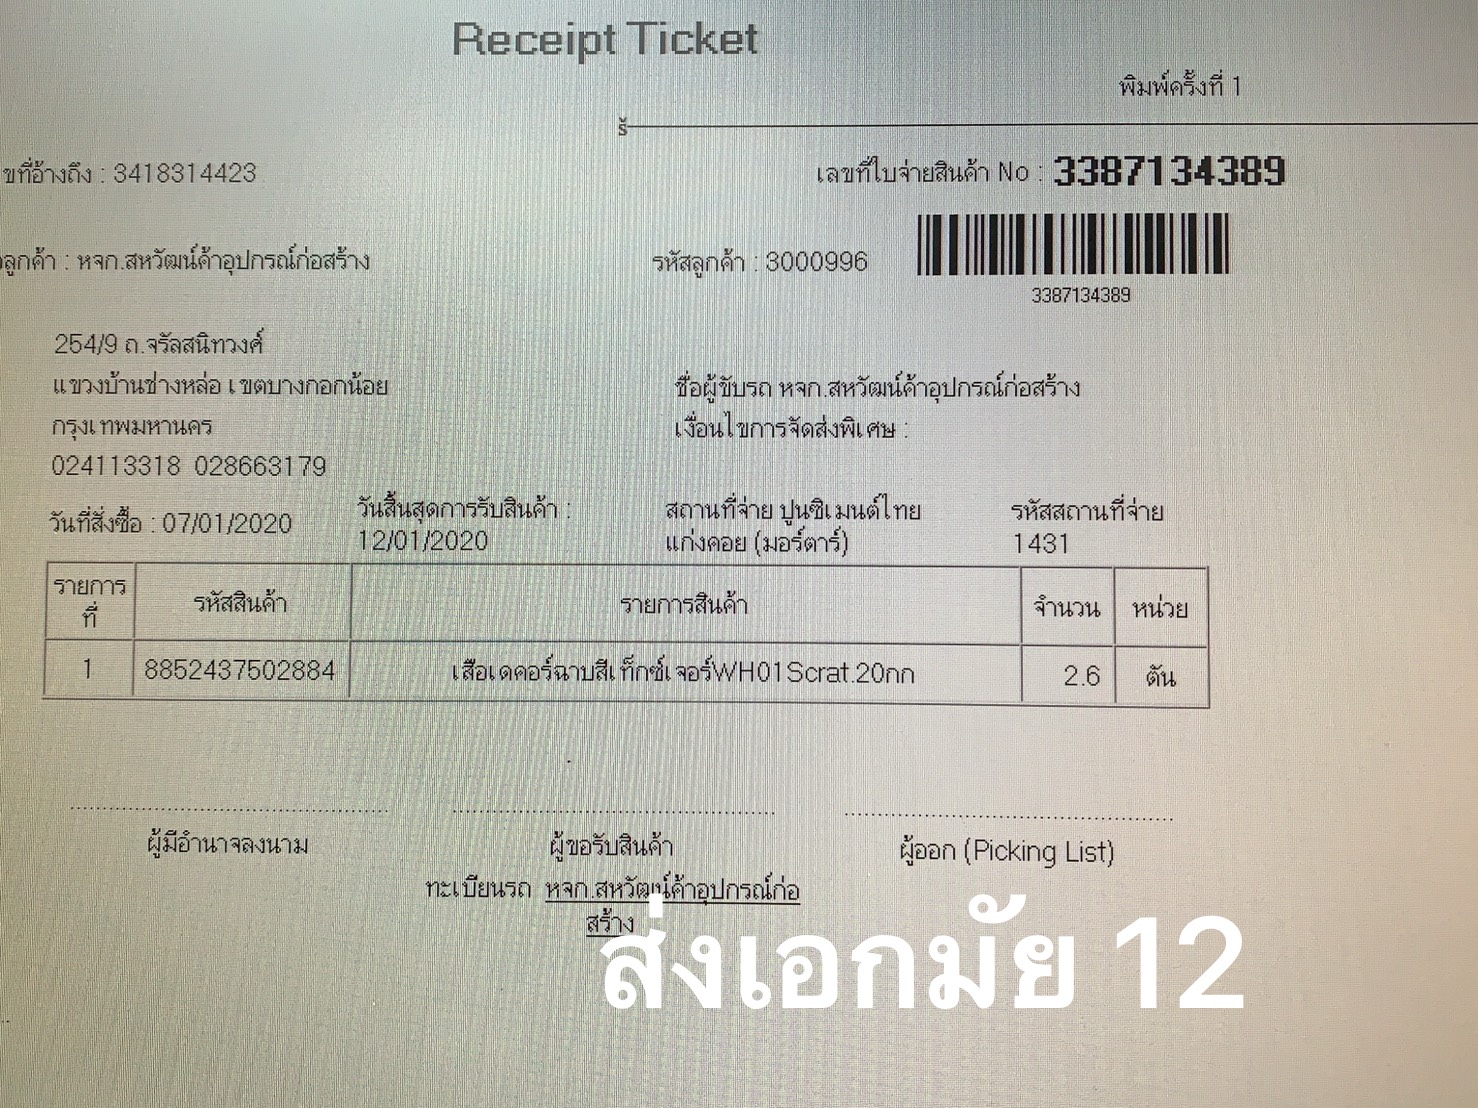 Receipt Ticket
พิมพ์ครั้งที่ 1
รั
ขที่อ้างถึง : 3418314423
เลขที่ใบจ่ายสินค้า No : 3387134389
ลูกค้า : หจก.สหวัฒน์ค้าอุปกรณ์ก่อสร้าง
รหัสลูกค้า : 3000996
3387134389
254/9 ถ.จรัลสนิทวงศ์
แขวงบ้านช่างหล่อ เขตบางกอกน้อย
กรุงเทพมหานคร
024113318 028663179
ชื่อผู้ขับรถ หจก.สหวัฒน์ค้าอุปกรณ์ก่อสร้าง
เงื่อนไขการจัดส่งพิเศษ :
วันที่สั่งซื้อ : 07/01/2020
วันสิ้นสุดการรับสินค้า :
12/01/2020
สถานที่จ่าย ปูนซิเมนต์ไทย
แก่งคอย (มอร์ตาร์)
รหัสสถานที่จ่าย
1431
รายการ
ที่
รหัสสินค้า
รายการสินค้า
จำนวน
หน่วย
1
8852437502884
เสือเดคอร์ฉาบสีเท็กซ์เจอร์WH01Scrat.20กก
2.6
ตัน
ผู้มีอำนาจลงนาม
ผู้ขอรับสินค้า
ผู้ออก (Picking List)
ทะเบียนรถ หจก.สหวัฒน์ค้าอุปกรณ์ก่อ
สร้าง
ส่งเอกมัย 12